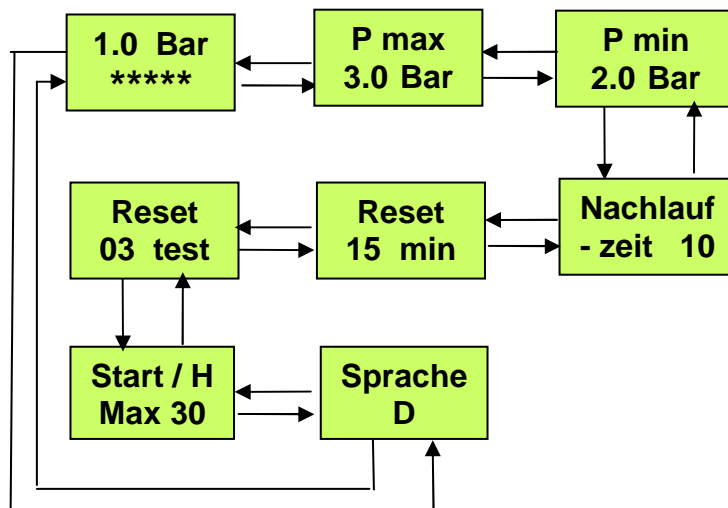 1.0 Bar
*****
P max
3.0 Bar
P min
2.0 Bar
Reset
03 test
Reset
15 min
Nachlauf
- zeit 10
Start / H
Max 30
Sprache
D